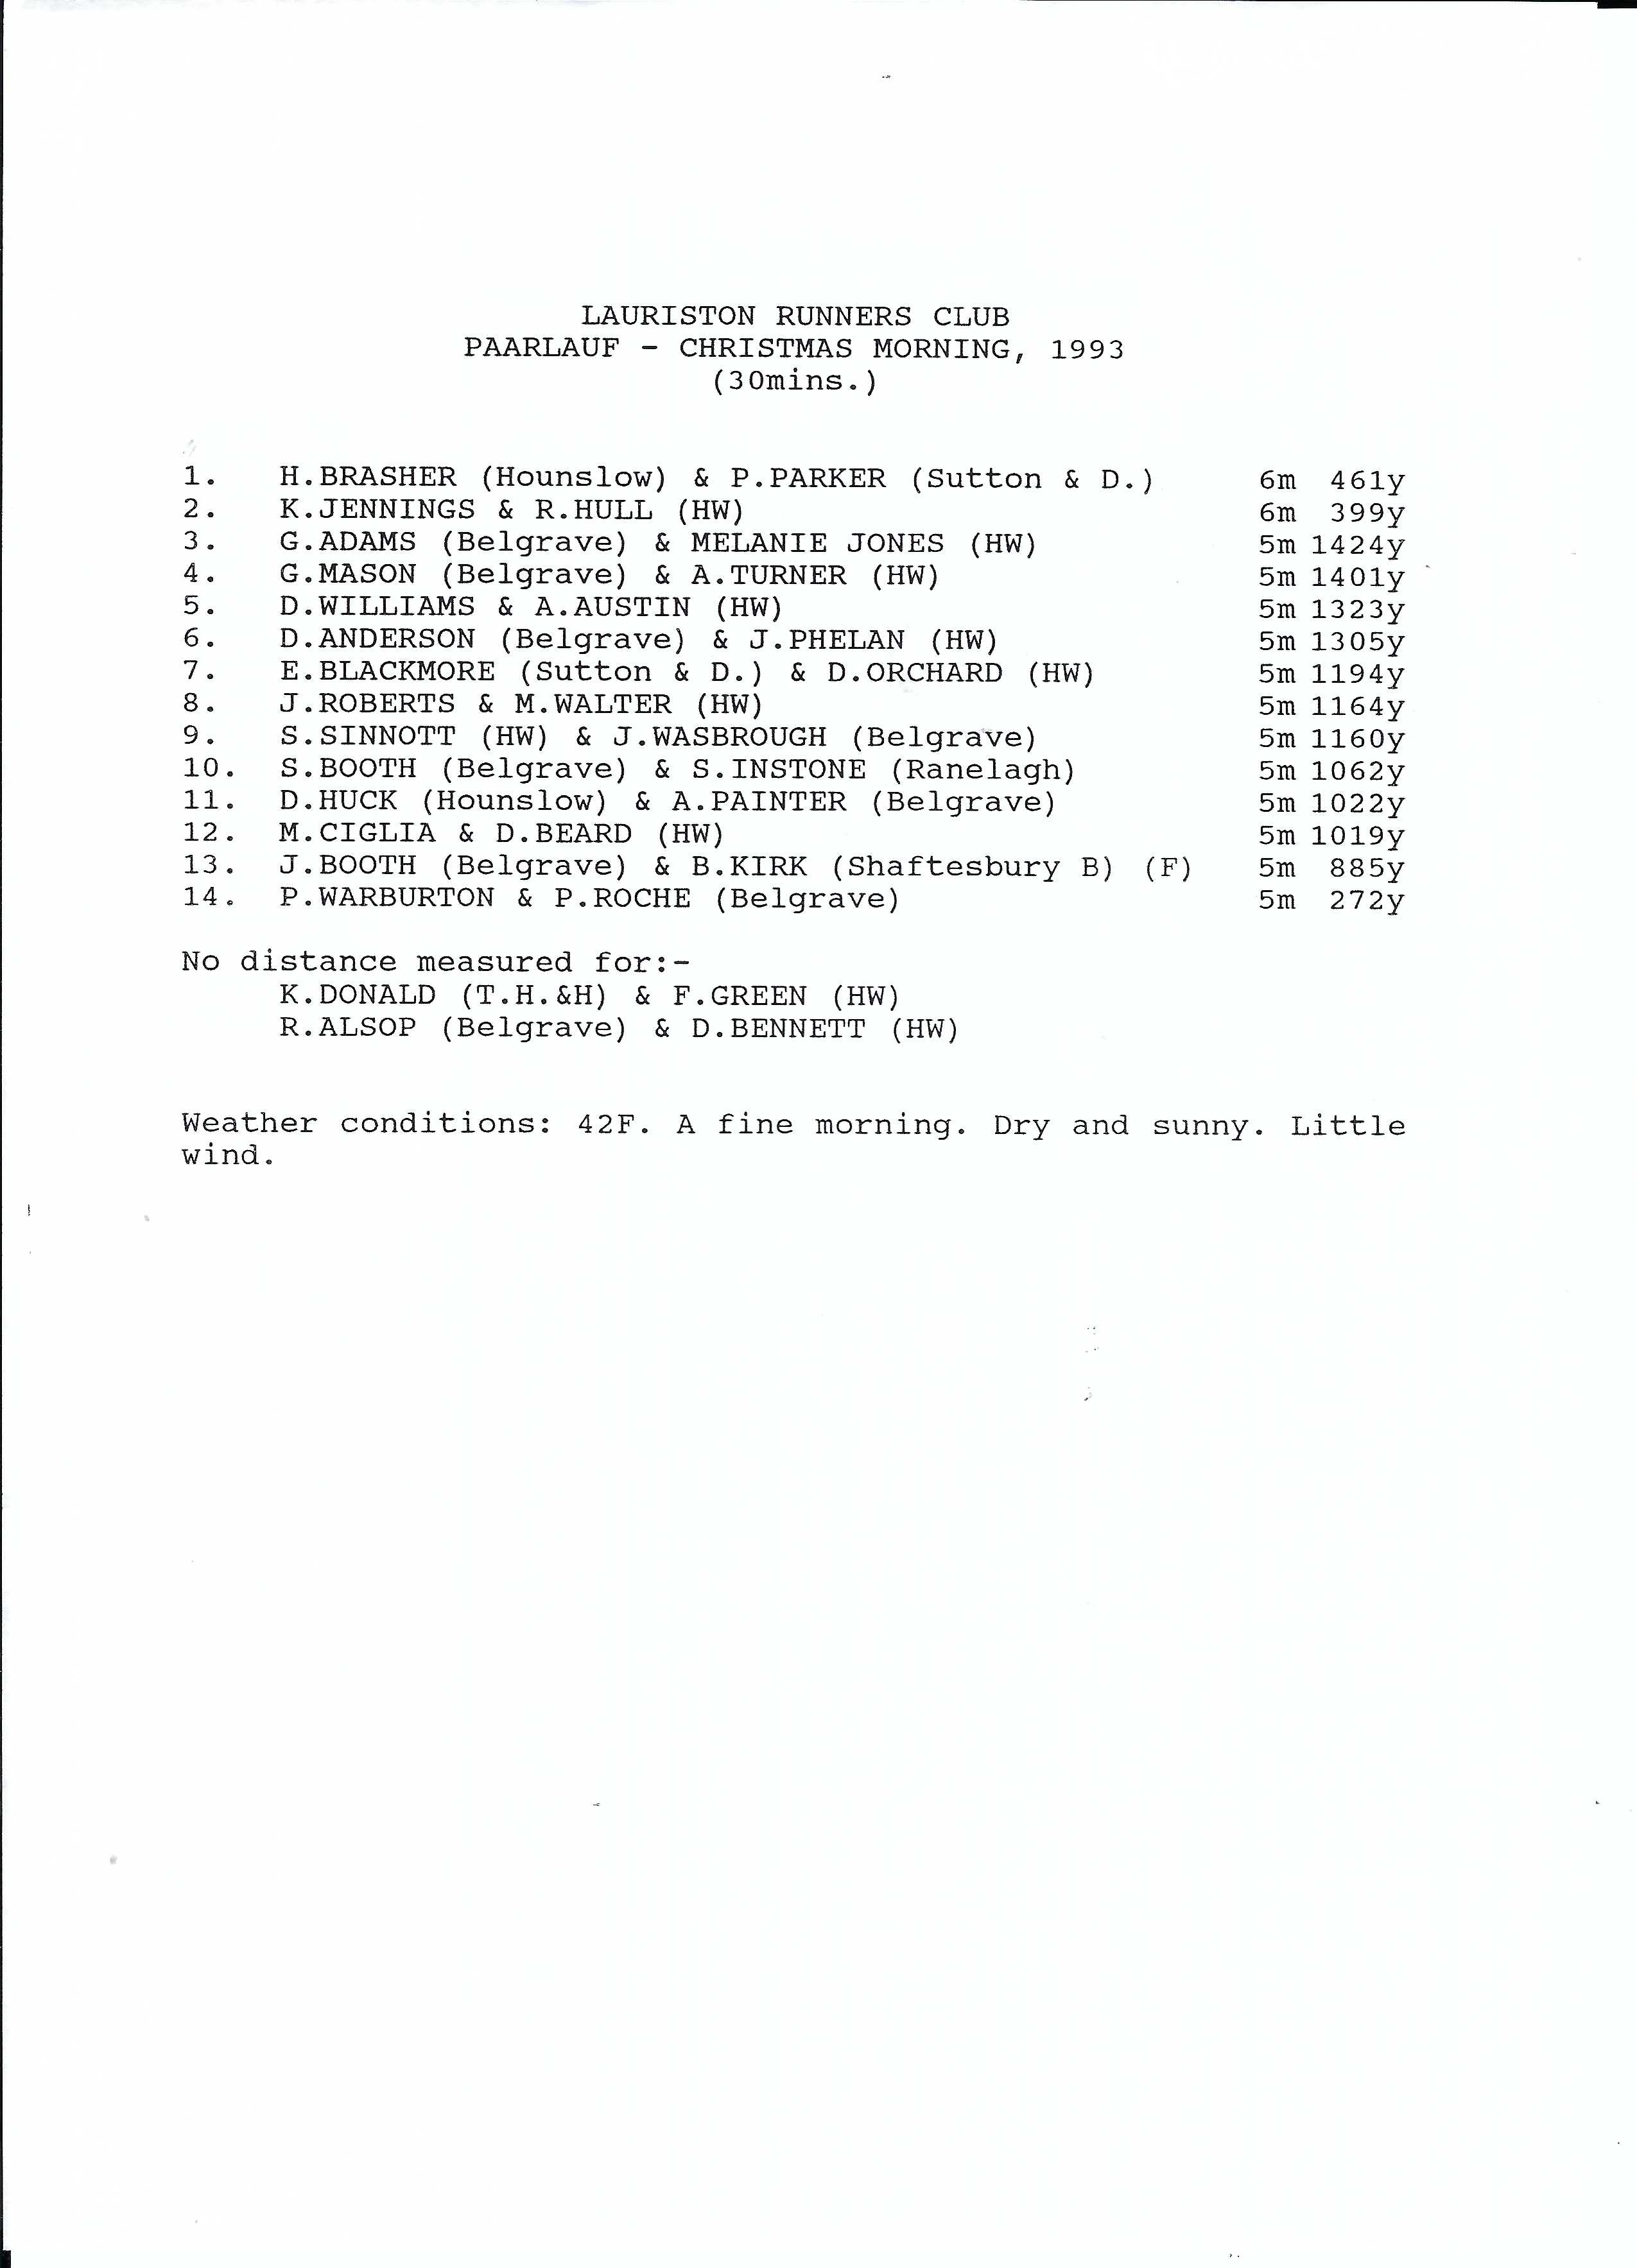 LAURISTON RUNNERS CLUB
PAARLAUF - CHRISTMAS MORNING, 1993
(30mins.)
1. H.BRASHER (Hounslow) & P.PARKER (Sutton & D.) 6m 461y
2. K.JENNINGS & R.HULL (HW) 6m 399y
3. G.ADAMS (Belgrave) & MELANIE JONES (HW) 5m 1424y
4. G.MASON (Belgrave) & A.TURNER (HW) 5m 1401y
5. D.WILLIAMS & A.AUSTIN (HW) 5m 1323y
6. D.ANDERSON (Belgrave) & J.PHELAN (HW) 5m 1305y
7. E.BLACKMORE (Sutton & D.) & D.ORCHARD (HW) 5m 1194y
8. J.ROBERTS & M.WALTER (HW) 5m 1164y
9. S.SINNOTT (HW) & J.WASBROUGH (Belgrave) 5m 1160y
10. S.BOOTH (Belgrave) & S.INSTONE (Ranelagh) 5m 1062y
11. D.HUCK (Hounslow) & A.PAINTER (Belgrave) 5m 1022y
12. M.CIGLIA & D.BEARD (HW) 5m 1019y
13. J.BOOTH (Belgrave) & B.KIRK (Shaftesbury B) (F) 5m 885y
14. P.WARBURTON & P.ROCHE (Belgrave) 5m 272y
No distance measured for:-
K.DONALD (T.H.&H) & F.GREEN (HW)
R.ALSOP (Belgrave) & D.BENNETT (HW)
Weather conditions: 42F. A fine morning. Dry and sunny. Little
wind.